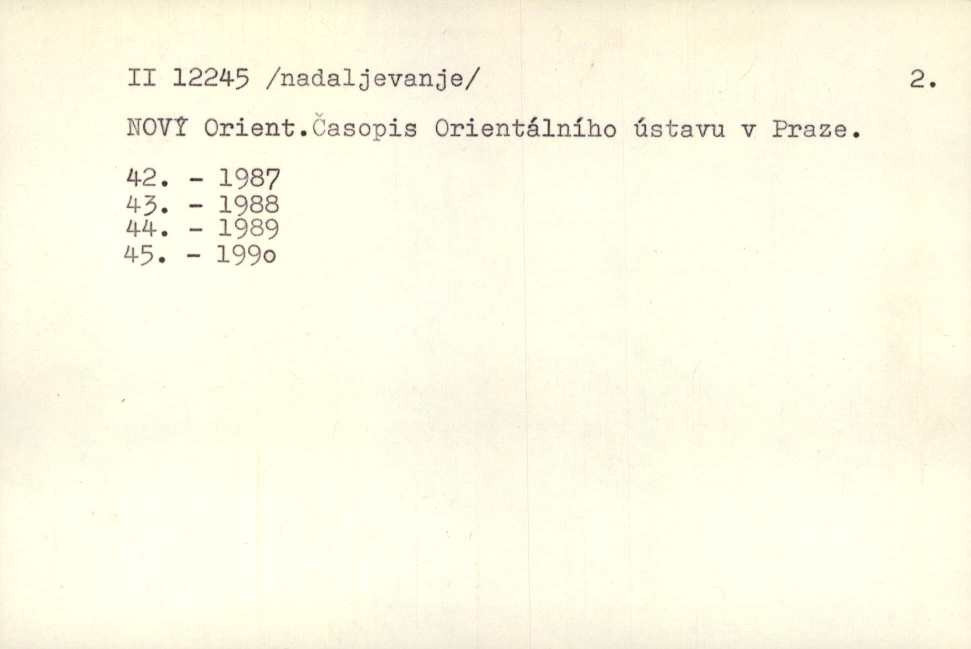 II 12245 /nadaljevanje/ 2.
NOVÝ Orient.Časopis Orientálního ústavu v Praze.
42. - 1987
43. - 1988
44. - 1989
45. - 199o